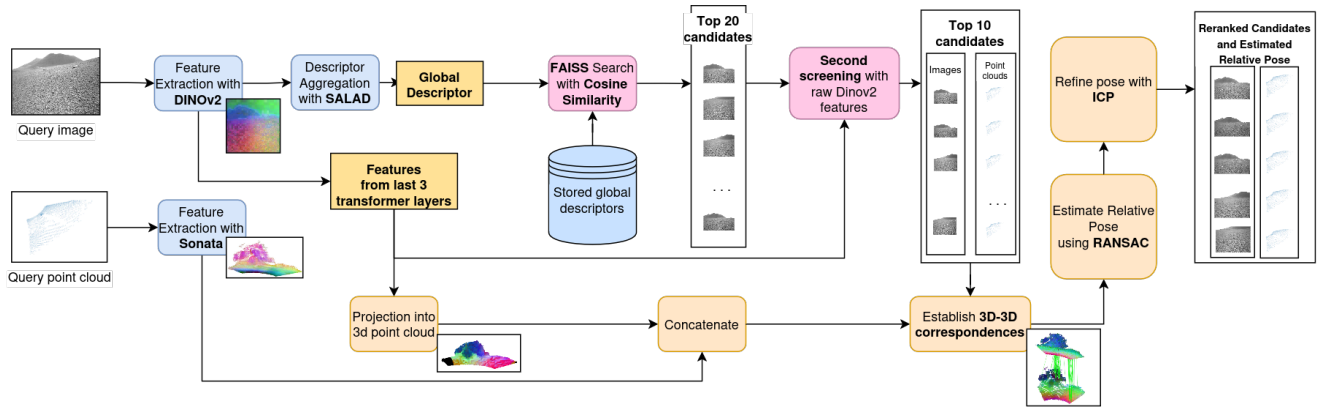 Query image
Feature
Extraction with
DINOv2
Descriptor
Aggregation
with SALAD
Global
Descriptor
FAISS Search
with Cosine
Similarity
Stored global
descriptors
Top 20
candidates
. . .
Second
screening with
raw Dinov2
features
Top 10
candidates
Images
Point
clouds
. . .
Refine pose with
ICP
Reranked Candidates
and Estimated
Relative Pose
Features
from last 3
transformer layers
Query point cloud
Feature
Extraction with
Sonata
Estimate Relative
Pose
using RANSAC
Projection into
3d point cloud
Concatenate
Establish 3D-3D
correspondences